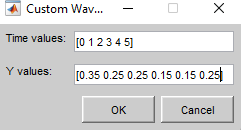 Custom Wav...
Time values:
[0 1 2 3 4 5]
Y values:
[0.35 0.25 0.25 0.15 0.15 0.25]
OK
Cancel